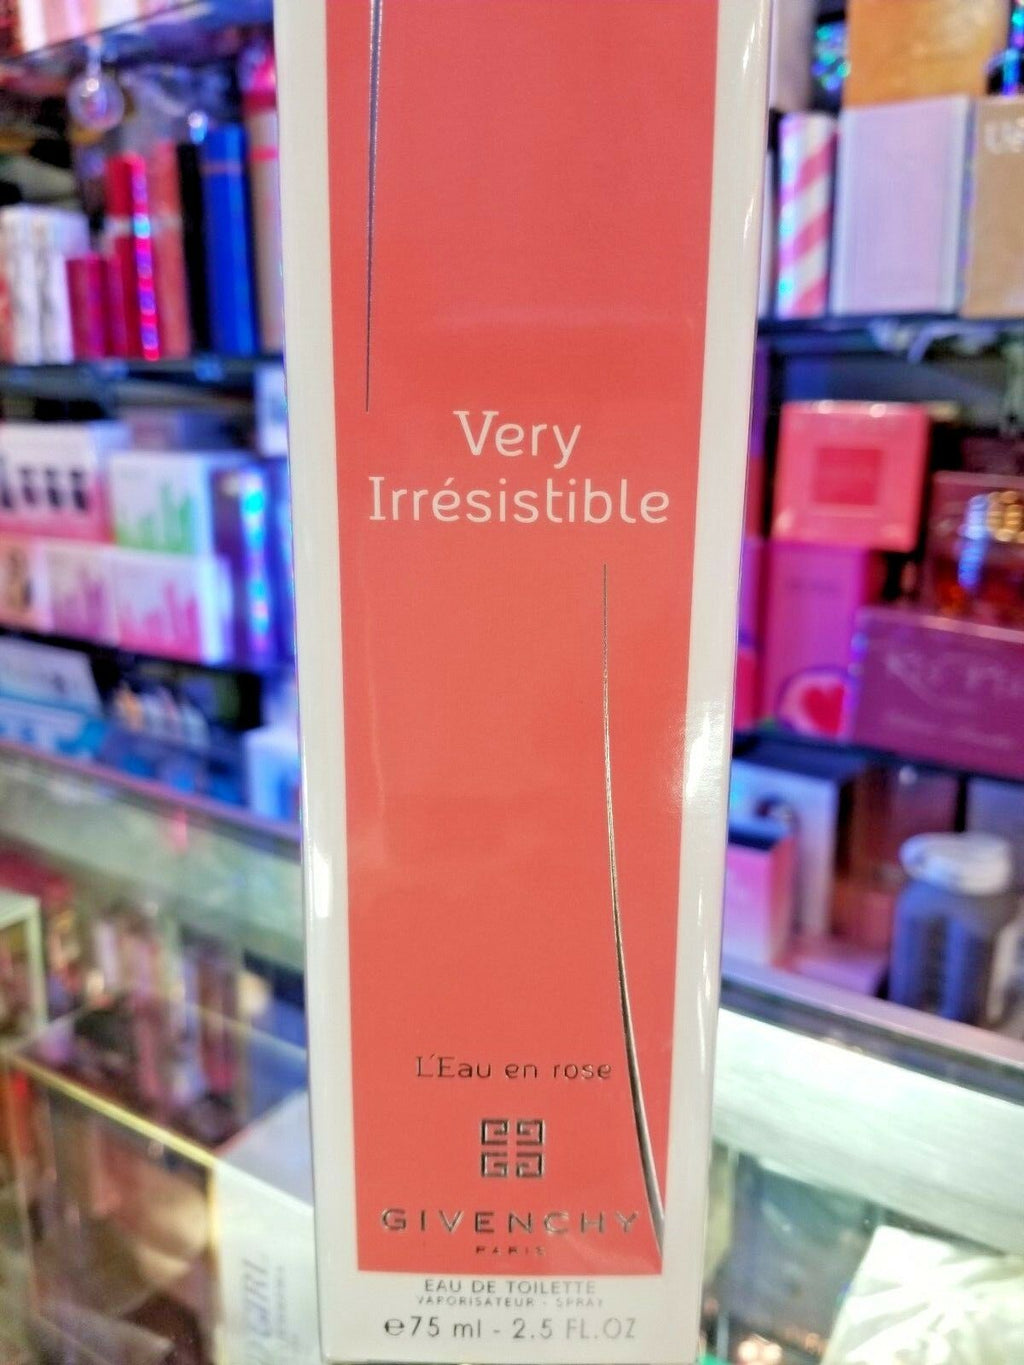 Very
Irrésistible
L'Eau en rose
GIVENCHY
PARIS
EAU DE TOILETTE
VAPORISATEUR - SPRAY
℮75 ml - 2.5 FL.OZ